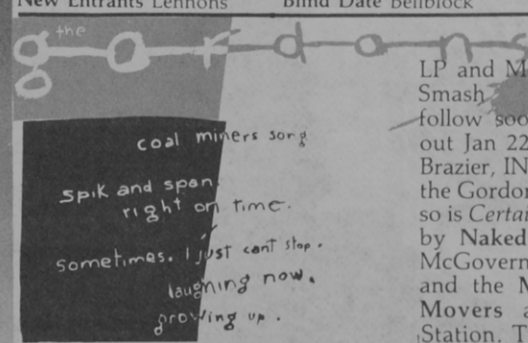 New Entrants Lennons
Blind Date Bellblock
the
gordons
coal miners song
spik and span.
right on time.
sometimes. I just cant stop.
laughing now.
growing up.
LP and M
Smash
follow soo
out Jan 22
Brazier, IN
the Gordon
so is Certai
by Naked
McGovern
and the M
Movers a
Station. T